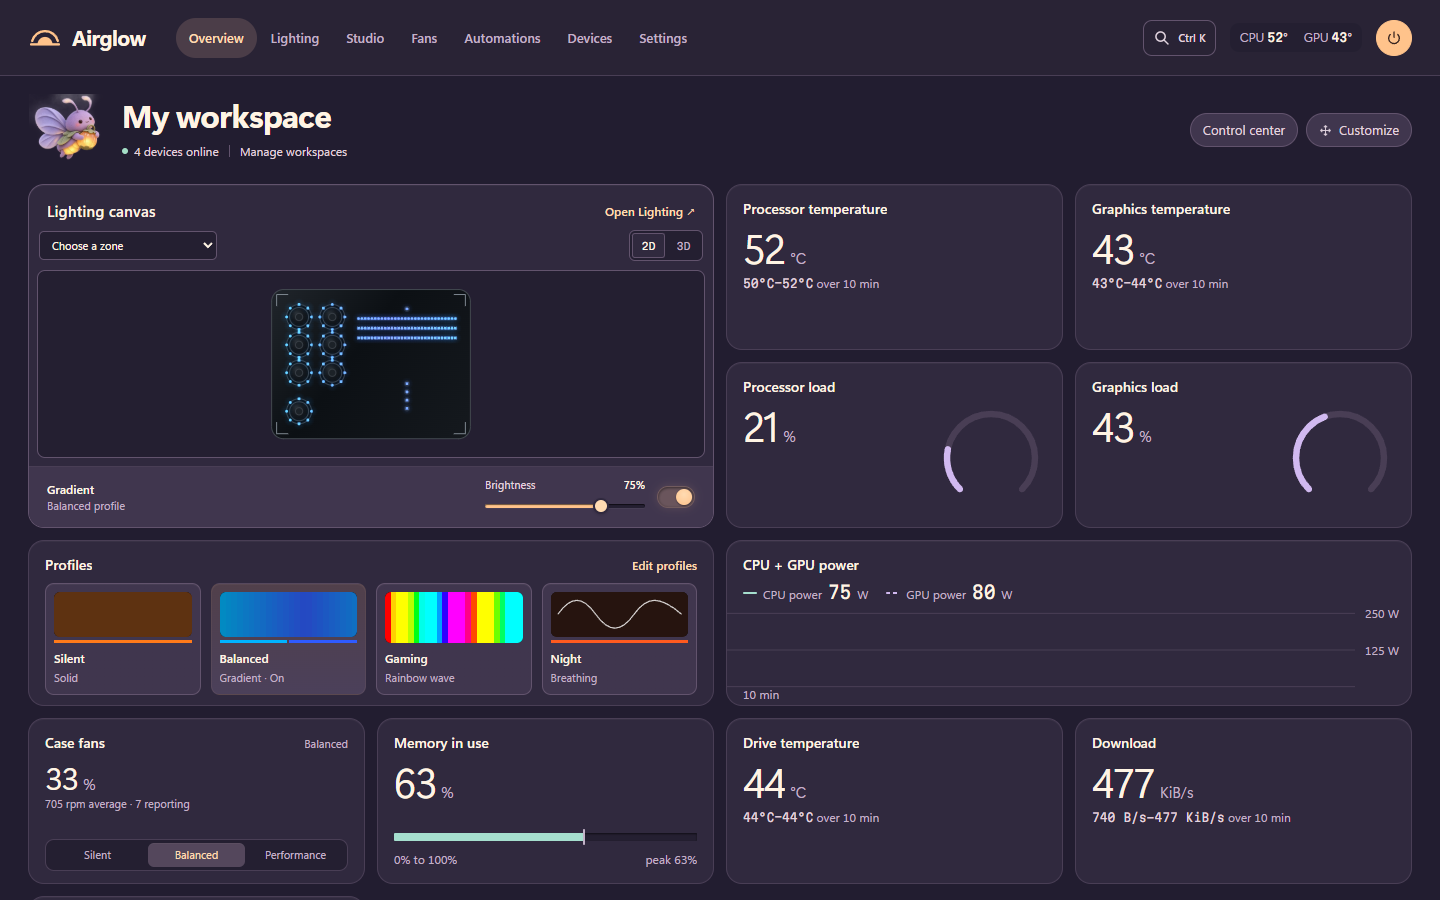 Airglow
Overview
Lighting
Studio
Fans
Automations
Devices
Settings
Ctrl K
CPU 52°
GPU 43°
My workspace
4 devices online
Manage workspaces
Control center
Customize
Lighting canvas
Open Lighting ↗
Choose a zone
2D
3D
Gradient
Balanced profile
Brightness
75%
Processor temperature
52 °C
50°C–52°C over 10 min
Graphics temperature
43 °C
43°C–44°C over 10 min
Processor load
21 %
Graphics load
43 %
Profiles
Edit profiles
Silent
Solid
Balanced
Gradient · On
Gaming
Rainbow wave
Night
Breathing
CPU + GPU power
CPU power 75 W
GPU power 80 W
250 W
125 W
10 min
Case fans
Balanced
33 %
705 rpm average · 7 reporting
Silent
Balanced
Performance
Memory in use
63 %
0% to 100%
peak 63%
Drive temperature
44 °C
44°C–44°C over 10 min
Download
477 KiB/s
740 B/s–477 KiB/s over 10 min